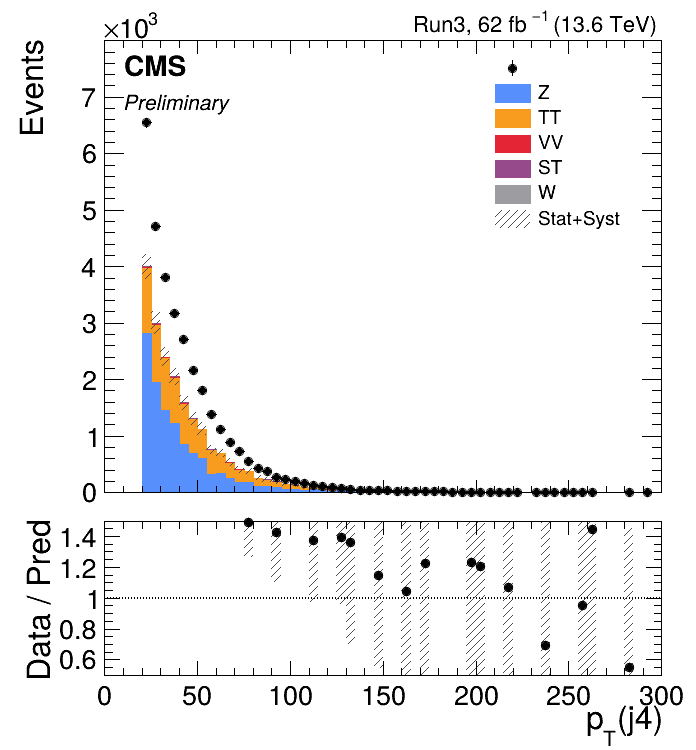 ×10³
Run3, 62 fb ⁻¹ (13.6 TeV)
CMS
Preliminary
Events
Z
TT
VV
ST
W
Stat+Syst
7
6
5
4
3
2
1
0
Data / Pred
1.4
1.2
1
0.8
0.6
0 50 100 150 200 250 300
p_T(j4)